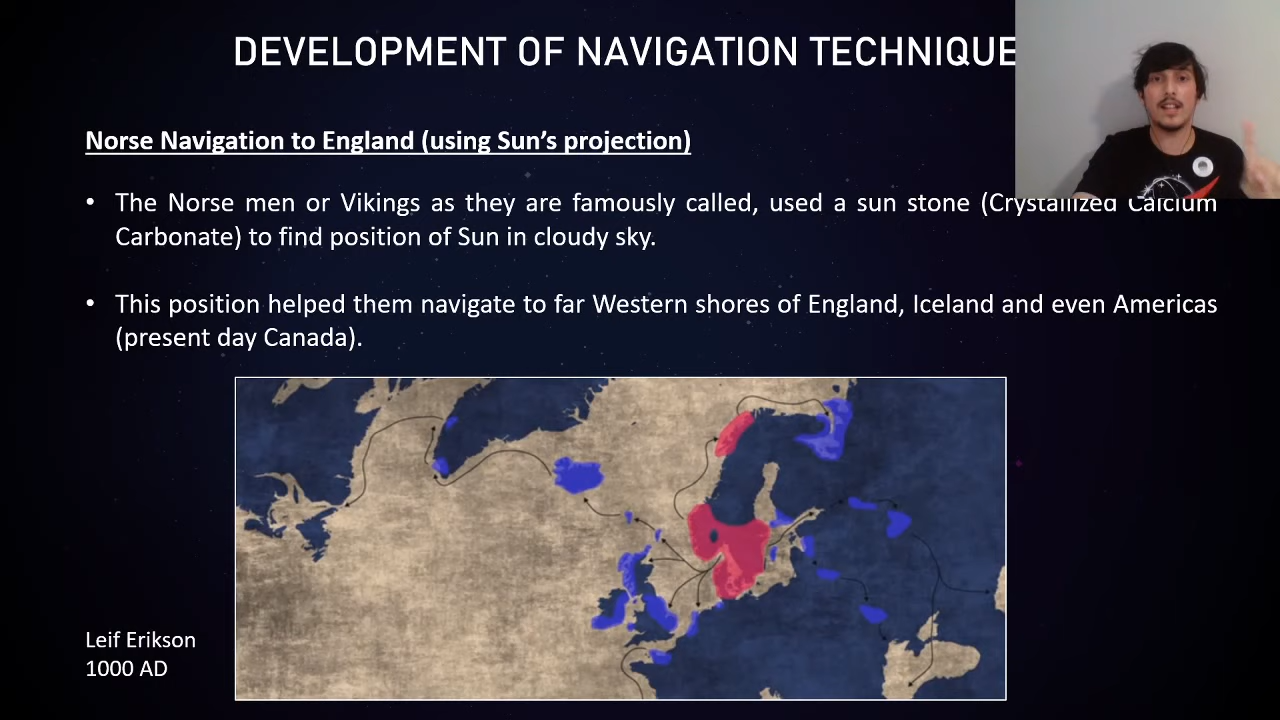 DEVELOPMENT OF NAVIGATION TECHNIQUE
Norse Navigation to England (using Sun's projection)
• The Norse men or Vikings as they are famously called, used a sun stone (Crystallized Calcium
Carbonate) to find position of Sun in cloudy sky.
• This position helped them navigate to far Western shores of England, Iceland and even Americas
(present day Canada).
Leif Erikson
1000 AD